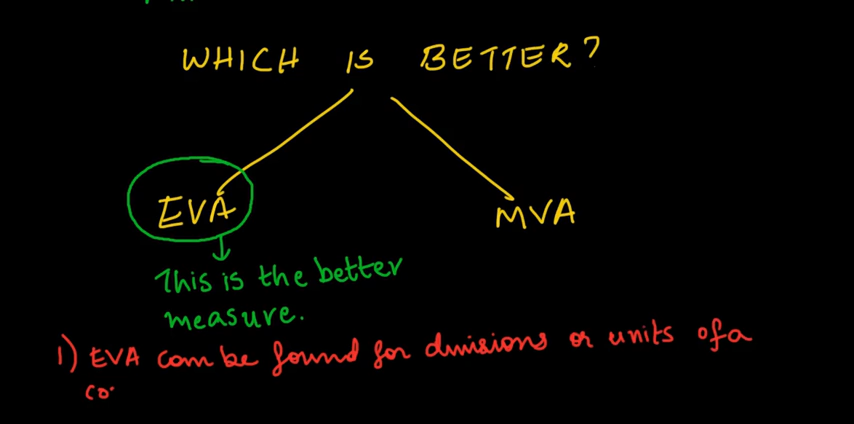 WHICH IS BETTER?
EVA MVA
This is the better
measure.
1) EVA can be found for divisions or units of a
co